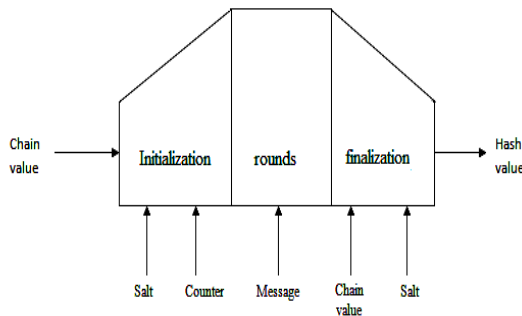 Chain
value
Initialization
rounds
finalization
Hash
value
Salt
Counter
Message
Chain
value
Salt